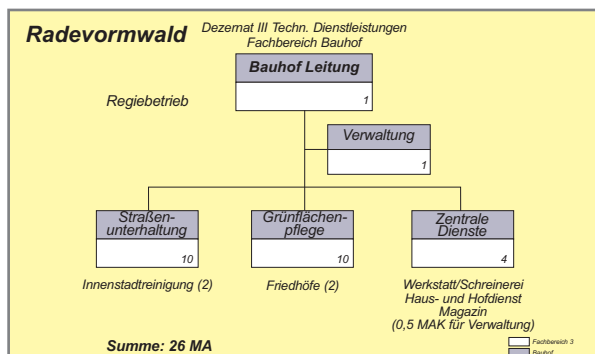 Radevormwald
Dezernat III Techn. Dienstleistungen
Fachbereich Bauhof
Bauhof Leitung
1
Regiebetrieb
Verwaltung
1
Straßen-
unterhaltung
10
Grünflächen-
pflege
10
Zentrale
Dienste
4
Innenstadtreinigung (2)
Friedhöfe (2)
Werkstatt/Schreinerei
Haus- und Hofdienst
Magazin
(0,5 MAK für Verwaltung)
Summe: 26 MA
Fachbereich 3
Bauhof